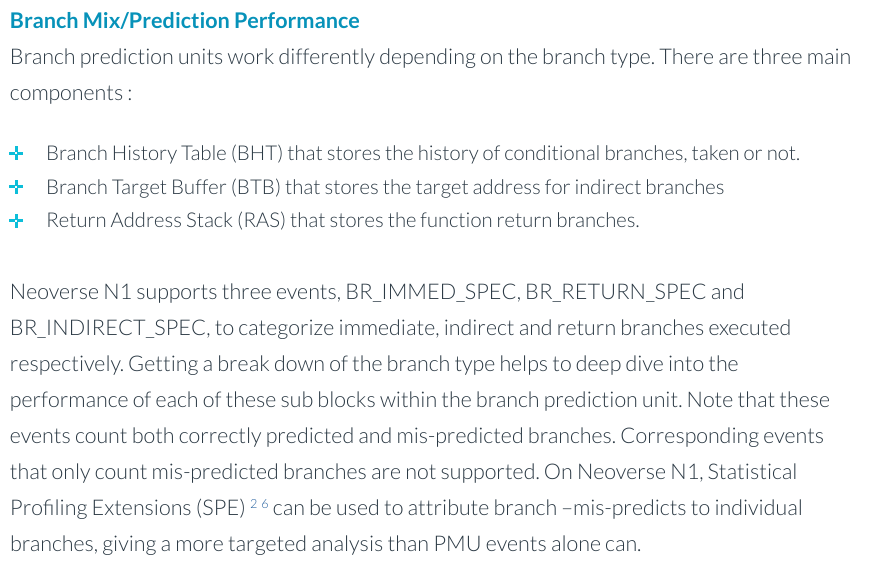 Branch Mix/Prediction Performance
Branch prediction units work differently depending on the branch type. There are three main
components :
Branch History Table (BHT) that stores the history of conditional branches, taken or not.
Branch Target Buffer (BTB) that stores the target address for indirect branches
Return Address Stack (RAS) that stores the function return branches.
Neoverse N1 supports three events, BR_IMMED_SPEC, BR_RETURN_SPEC and
BR_INDIRECT_SPEC, to categorize immediate, indirect and return branches executed
respectively. Getting a break down of the branch type helps to deep dive into the
performance of each of these sub blocks within the branch prediction unit. Note that these
events count both correctly predicted and mis-predicted branches. Corresponding events
that only count mis-predicted branches are not supported. On Neoverse N1, Statistical
Profiling Extensions (SPE) 2 6 can be used to attribute branch –mis-predicts to individual
branches, giving a more targeted analysis than PMU events alone can.